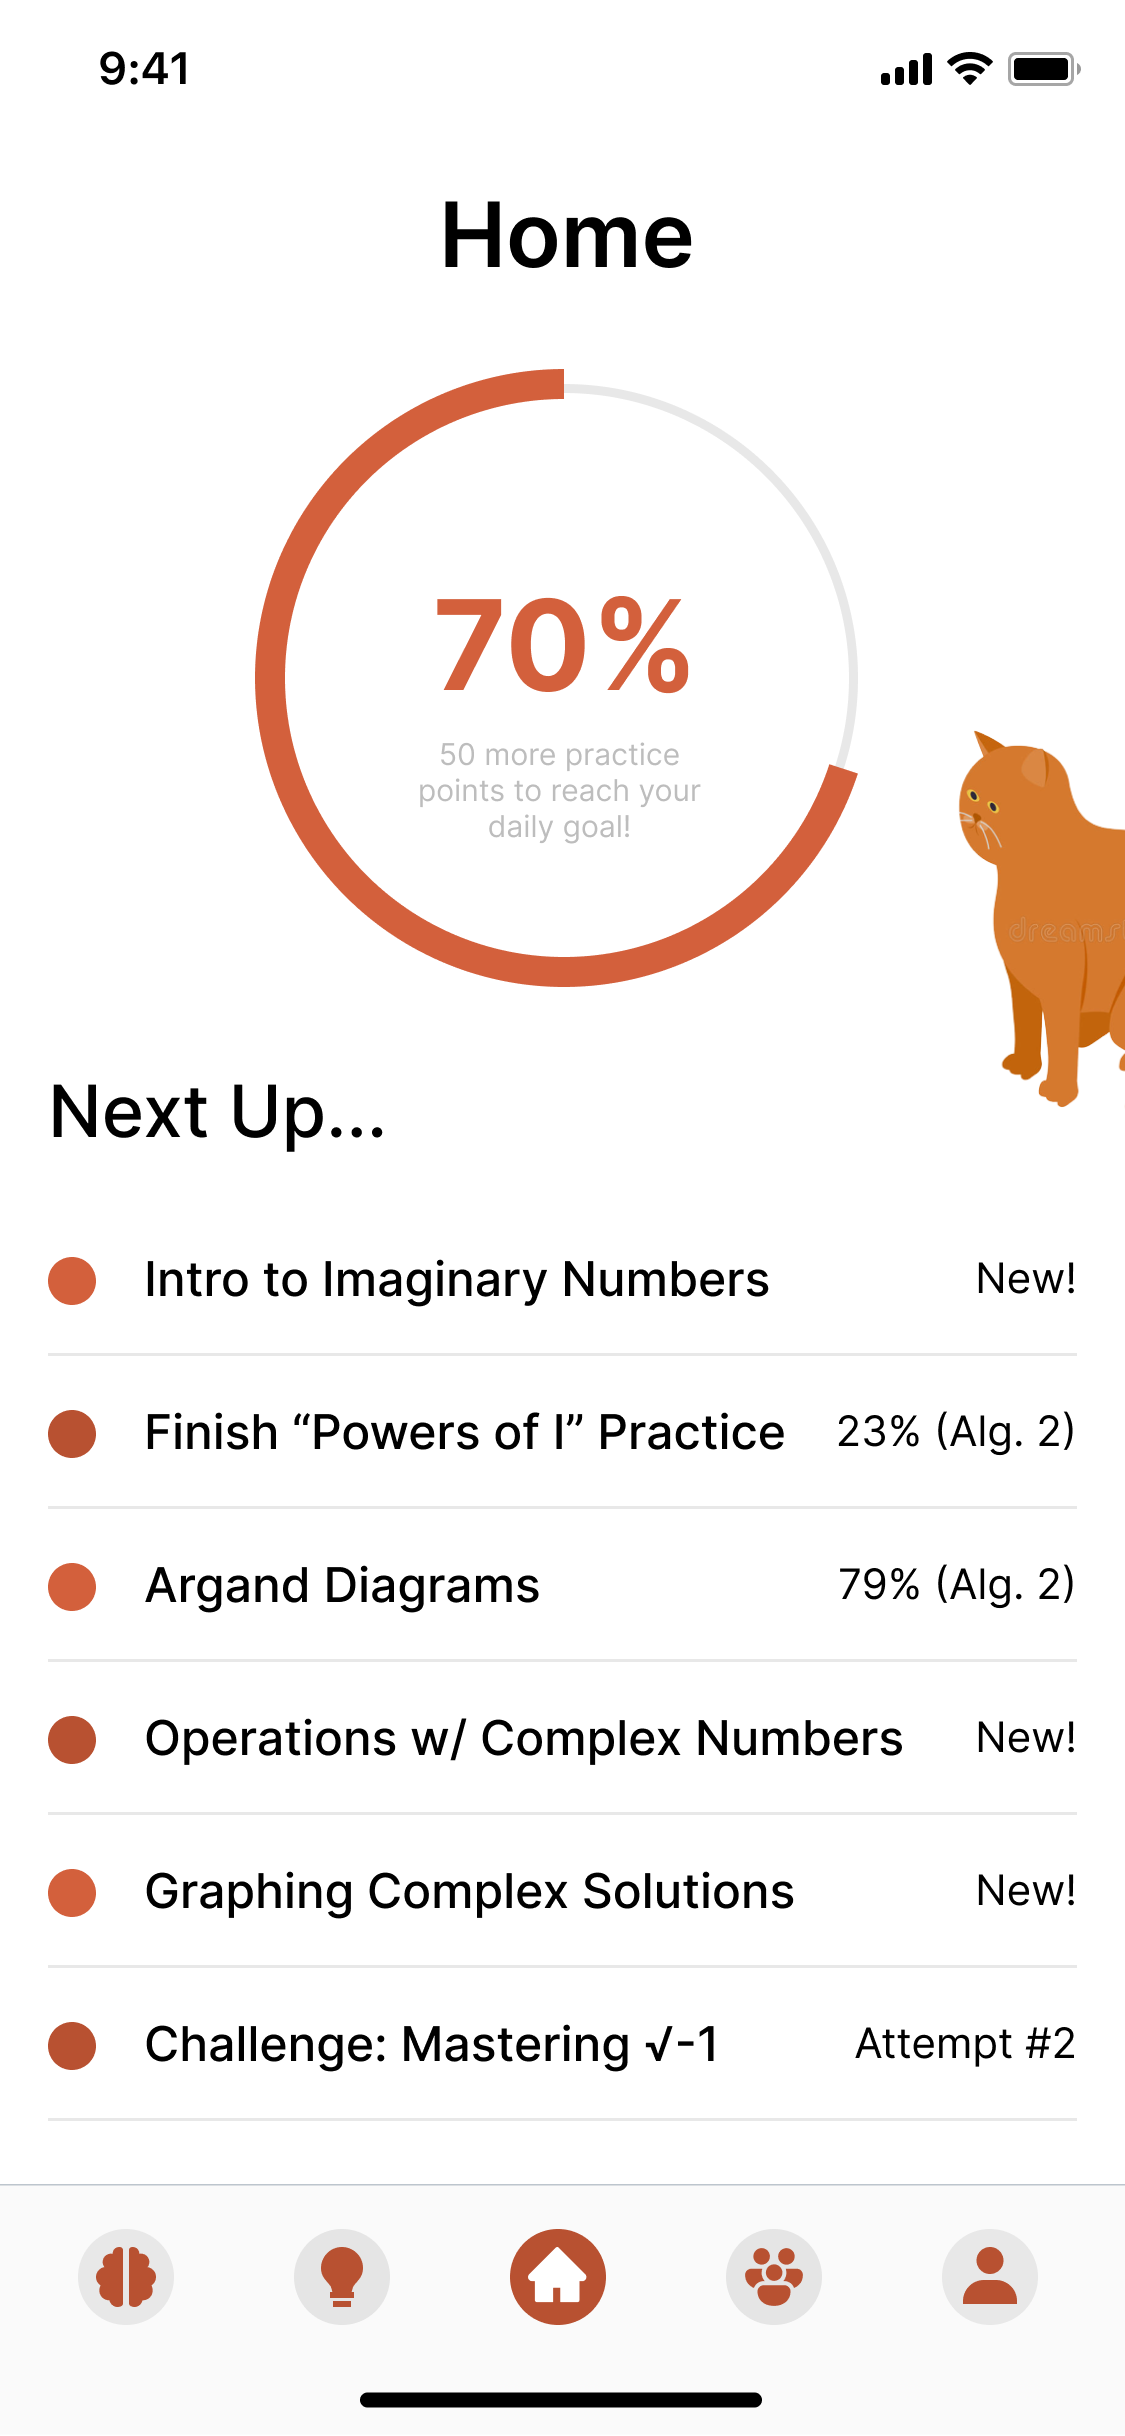 9:41
Home
70%
50 more practice
points to reach your
daily goal!
dreams
Next Up...
Intro to Imaginary Numbers New!
Finish “Powers of I” Practice 23% (Alg. 2)
Argand Diagrams 79% (Alg. 2)
Operations w/ Complex Numbers New!
Graphing Complex Solutions New!
Challenge: Mastering √-1 Attempt #2